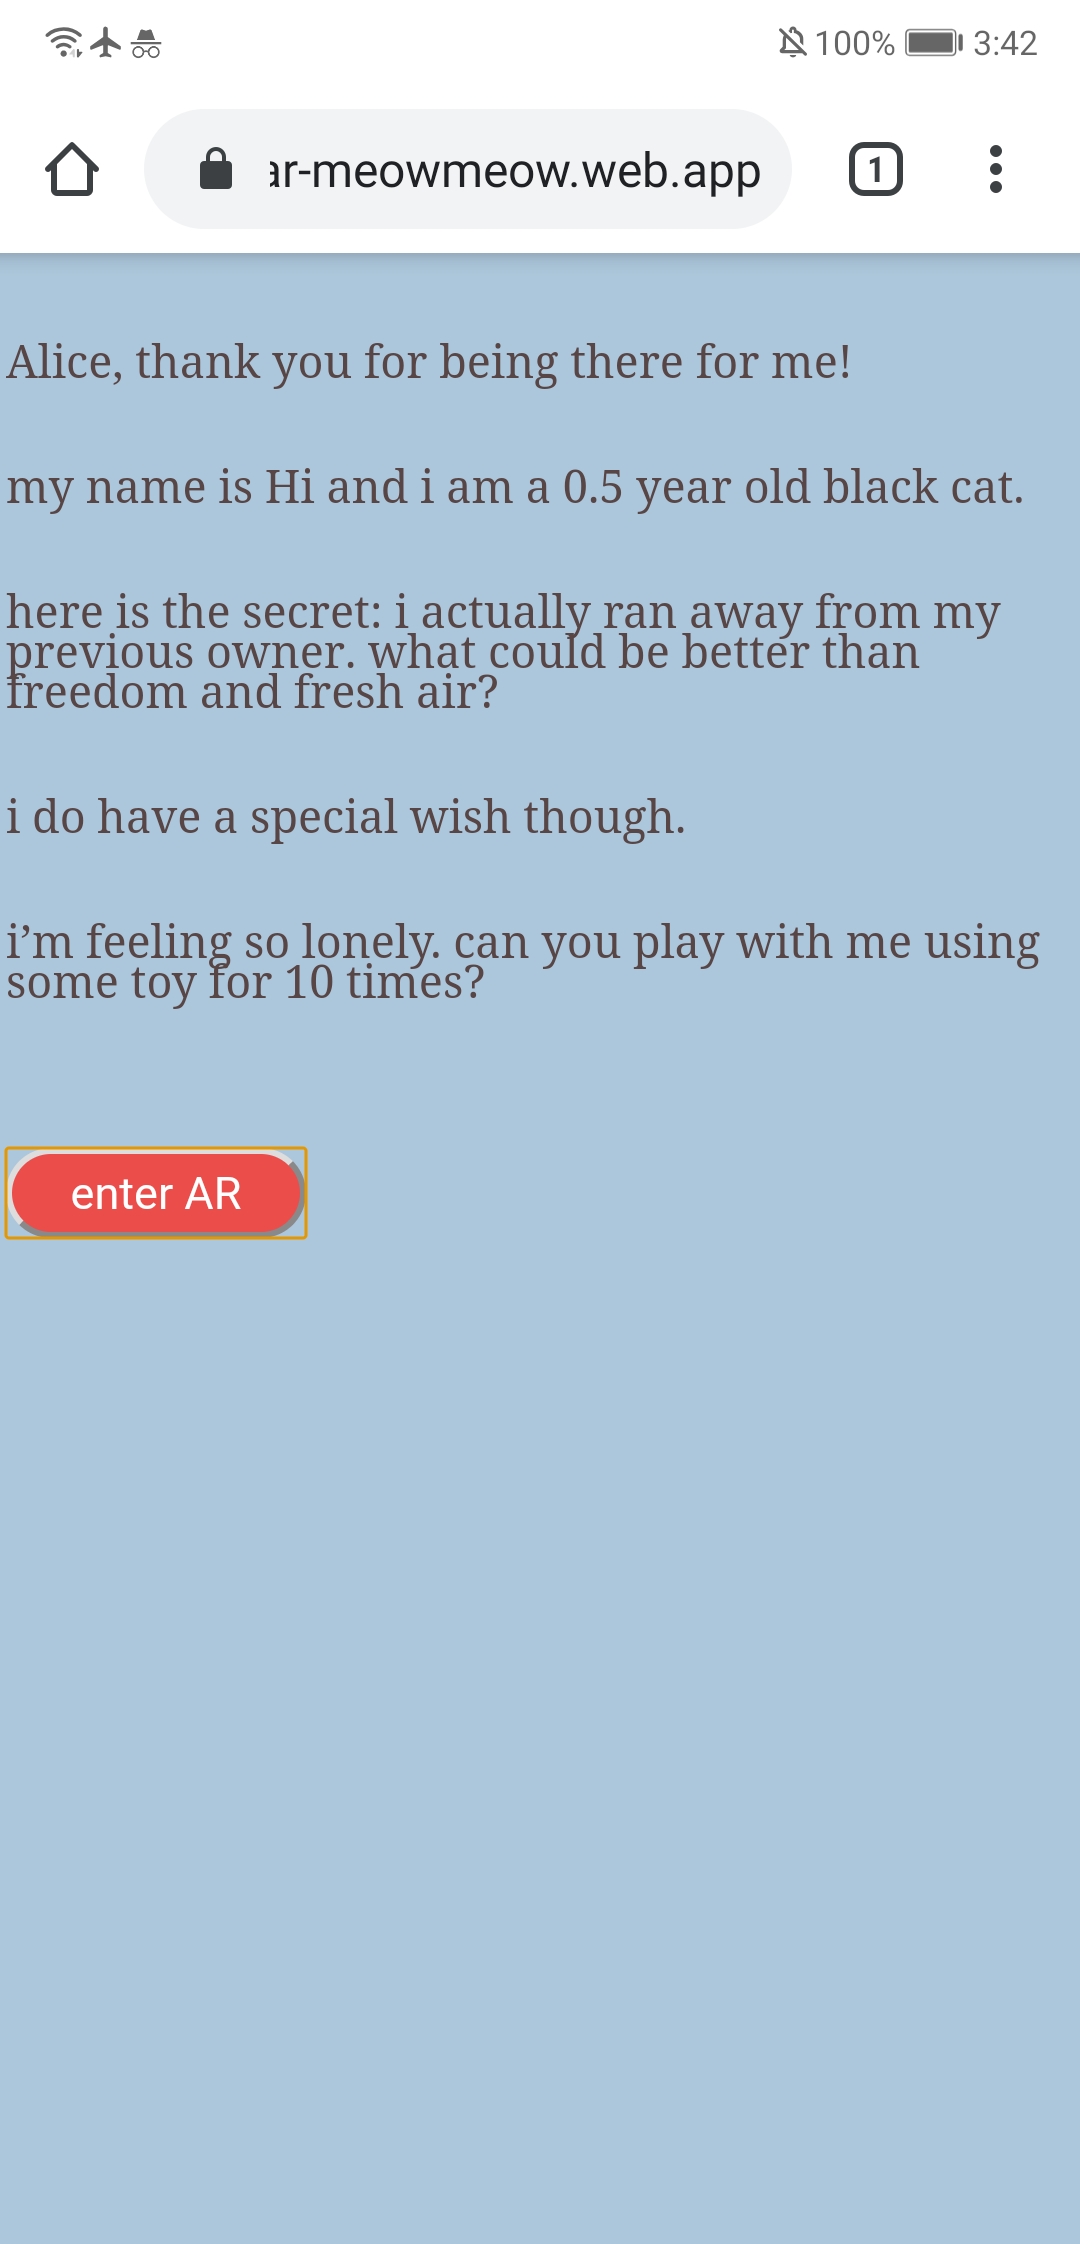 100% 3:42
ar-meowmeow.web.app 1
Alice, thank you for being there for me!
my name is Hi and i am a 0.5 year old black cat.
here is the secret: i actually ran away from my
previous owner. what could be better than
freedom and fresh air?
i do have a special wish though.
i’m feeling so lonely. can you play with me using
some toy for 10 times?
enter AR